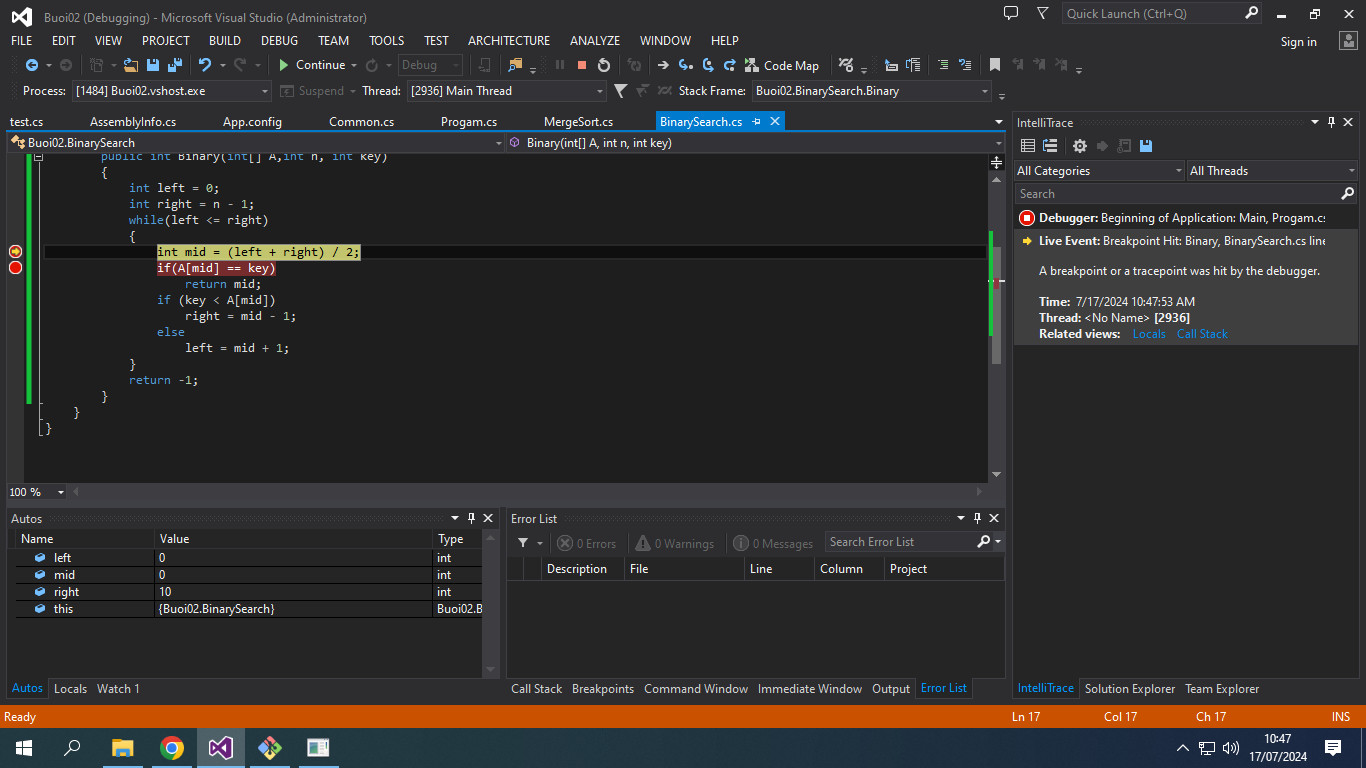 Buoi02 (Debugging) - Microsoft Visual Studio (Administrator)
Quick Launch (Ctrl+Q)
FILE EDIT VIEW PROJECT BUILD DEBUG TEAM TOOLS TEST ARCHITECTURE ANALYZE WINDOW HELP
Sign in
Continue
Debug
Code Map
Process: [1484] Buoi02.vshost.exe
Suspend
Thread: [2936] Main Thread
Stack Frame: Buoi02.BinarySearch.Binary
test.cs AssemblyInfo.cs App.config Common.cs Progam.cs MergeSort.cs BinarySearch.cs
Buoi02.BinarySearch
Binary(int[] A, int n, int key)
public int Binary(int[] A,int n, int key)
{
int left = 0;
int right = n - 1;
while(left <= right)
{
int mid = (left + right) / 2;
if(A[mid] == key)
return mid;
if (key < A[mid])
right = mid - 1;
else
left = mid + 1;
}
return -1;
}
}
}
100 %
IntelliTrace
All Categories
All Threads
Search
Debugger: Beginning of Application: Main, Progam.cs
Live Event: Breakpoint Hit: Binary, BinarySearch.cs line
A breakpoint or a tracepoint was hit by the debugger.
Time: 7/17/2024 10:47:53 AM
Thread: <No Name> [2936]
Related views: Locals Call Stack
Autos
Name Value Type
left 0 int
mid 0 int
right 10 int
this {Buoi02.BinarySearch} Buoi02.B
Autos Locals Watch 1
Error List
0 Errors
0 Warnings
0 Messages
Search Error List
Description File Line Column Project
Call Stack Breakpoints Command Window Immediate Window Output Error List
IntelliTrace Solution Explorer Team Explorer
Ready
Ln 17 Col 17 Ch 17 INS
10:47
17/07/2024